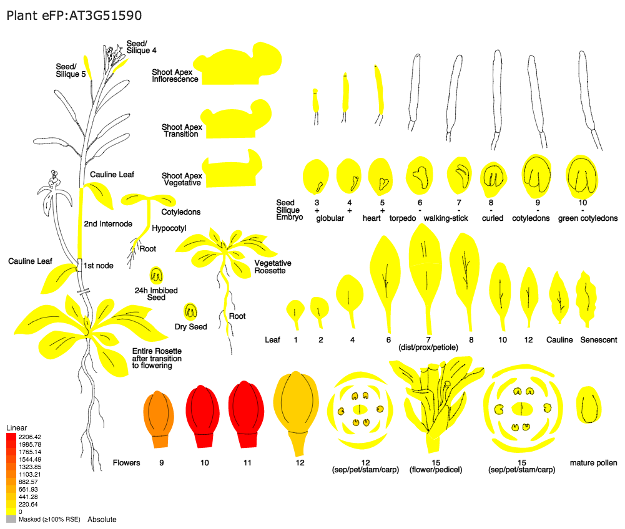 Plant eFP:AT3G51590
Seed/
Silique 4
Seed/
Silique 5
Shoot Apex
Inflorescence
Shoot Apex
Transition
Shoot Apex
Vegetative
Cauline Leaf
2nd Internode
Cotyledons
Hypocotyl
Root
Cauline Leaf
1st node
24h Imbibed
Seed
Dry Seed
Vegetative
Roesette
Root
Entire Rosette
after transition
to flowering
Seed 3 4 5 6 7 8 9 10
Silique + + + - - - - -
Embryo globular heart torpedo walking-stick curled cotyledons green cotyledons
Leaf 1 2 4 6 7 8 10 12 Cauline Senescent
(dist/prox/petiole)
Flowers 9 10 11 12 12 15 15 mature pollen
(sep/pet/stam/carp) (flower/pedicel) (sep/pet/stam/carp)
Linear
2206.42
1985.78
1765.14
1544.49
1323.85
1103.21
882.57
661.93
441.28
220.64
0
Masked (≥100% RSE) Absolute